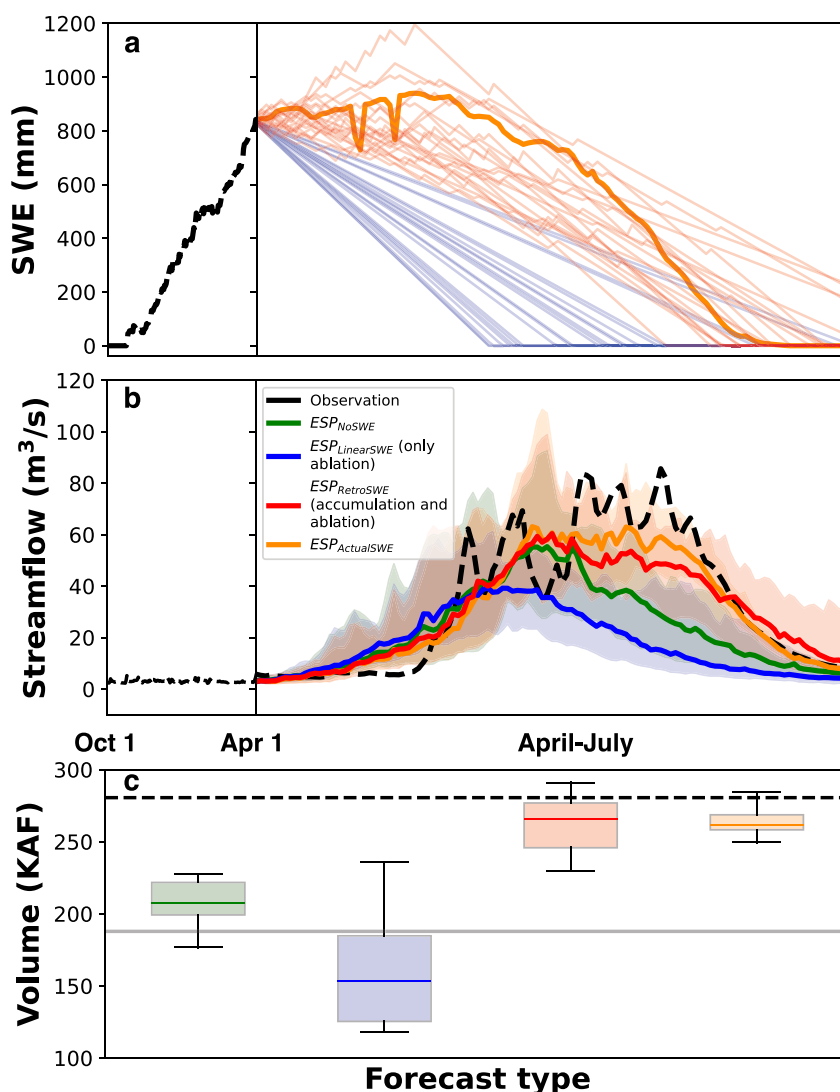 a
SWE (mm)
1200
1000
800
600
400
200
0
b
Streamflow (m³/s)
120
100
80
60
40
20
0
Observation
ESP_NoSWE
ESP_LinearSWE (only
ablation)
ESP_RetroSWE
(accumulation and
ablation)
ESP_ActualSWE
Oct 1 Apr 1 April-July
c
Volume (KAF)
300
250
200
150
100
Forecast type